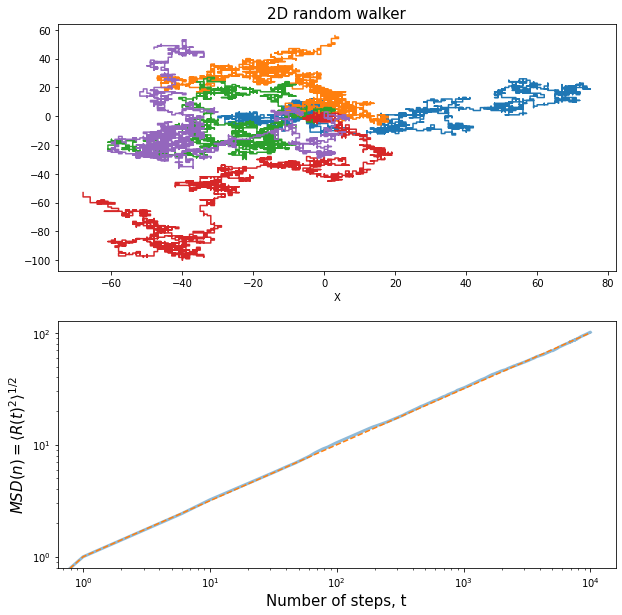 2D random walker
60
40
20
0
−20
−40
−60
−80
−100
−60 −40 −20 0 20 40 60 80
X
10²
10¹
10⁰
MSD(n) = ⟨R(t)²⟩^{1/2}
10⁰ 10¹ 10² 10³ 10⁴
Number of steps, t